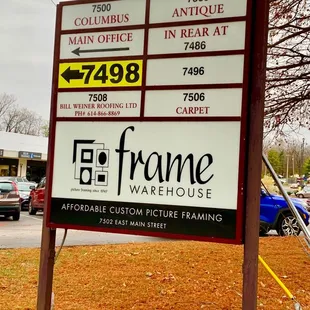 7500
COLUMBUS
ANTIQUE
MAIN OFFICE
IN REAR AT
7486
7498
7496
7508
BILL WEINER ROOFING LTD
PH# 614-866-4850
7506
CARPET
frame
WAREHOUSE
AFFORDABLE CUSTOM PICTURE FRAMING
7502 EAST MAIN STREET